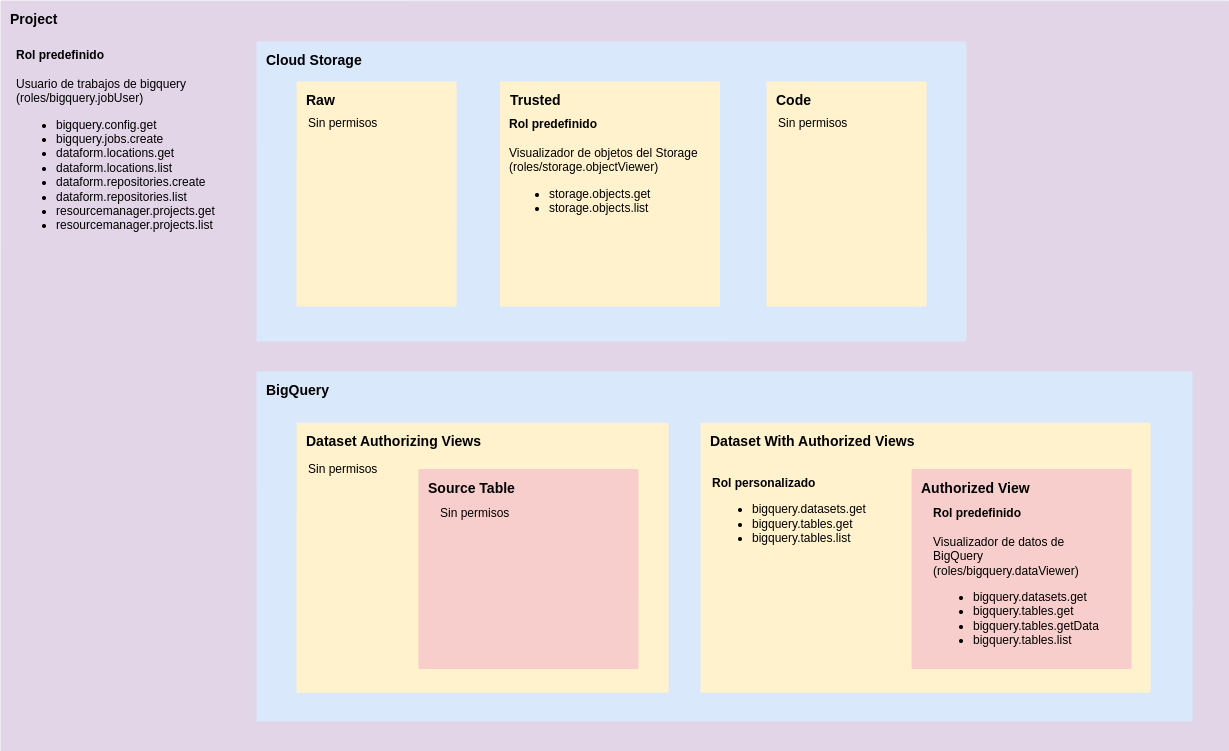 Project
Rol predefinido
Usuario de trabajos de bigquery
(roles/bigquery.jobUser)
bigquery.config.get
bigquery.jobs.create
dataform.locations.get
dataform.locations.list
dataform.repositories.create
dataform.repositories.list
resourcemanager.projects.get
resourcemanager.projects.list
Cloud Storage
Raw
Sin permisos
Trusted
Rol predefinido
Visualizador de objetos del Storage
(roles/storage.objectViewer)
storage.objects.get
storage.objects.list
Code
Sin permisos
BigQuery
Dataset Authorizing Views
Sin permisos
Source Table
Sin permisos
Dataset With Authorized Views
Rol personalizado
bigquery.datasets.get
bigquery.tables.get
bigquery.tables.list
Authorized View
Rol predefinido
Visualizador de datos de
BigQuery
(roles/bigquery.dataViewer)
bigquery.datasets.get
bigquery.tables.get
bigquery.tables.getData
bigquery.tables.list